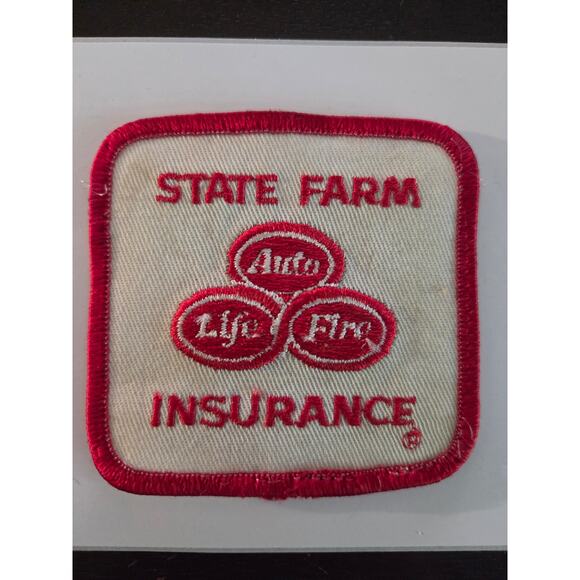 STATE FARM
Auto
Life Fire
INSURANCE
®